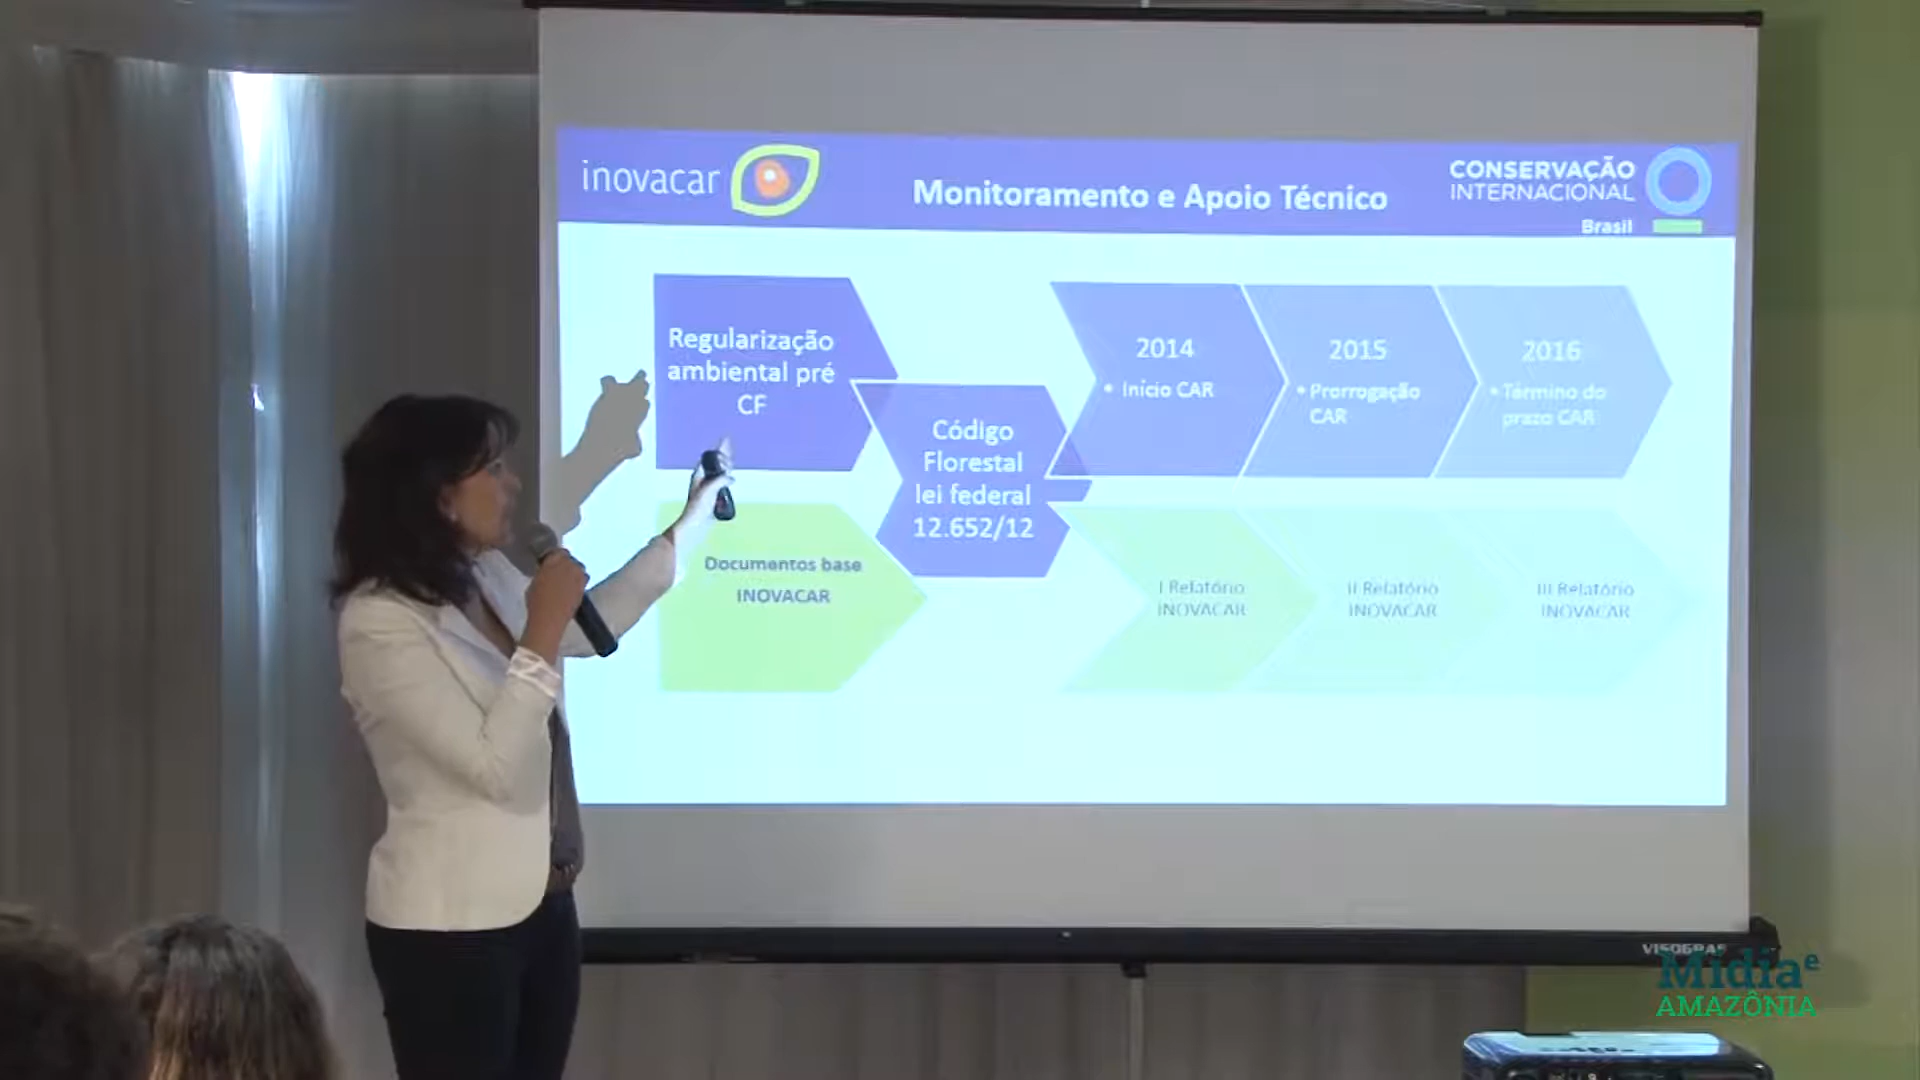 inovacar
Monitoramento e Apoio Técnico
CONSERVAÇÃO
INTERNACIONAL
Brasil
Regularização
ambiental pré
CF
Código
Florestal
lei federal
12.652/12
2014
• Início CAR
2015
• Prorrogação
CAR
2016
• Término do
prazo CAR
Documentos base
INOVACAR
I Relatório
INOVACAR
II Relatório
INOVACAR
III Relatório
INOVACAR
Mídia e
AMAZÔNIA